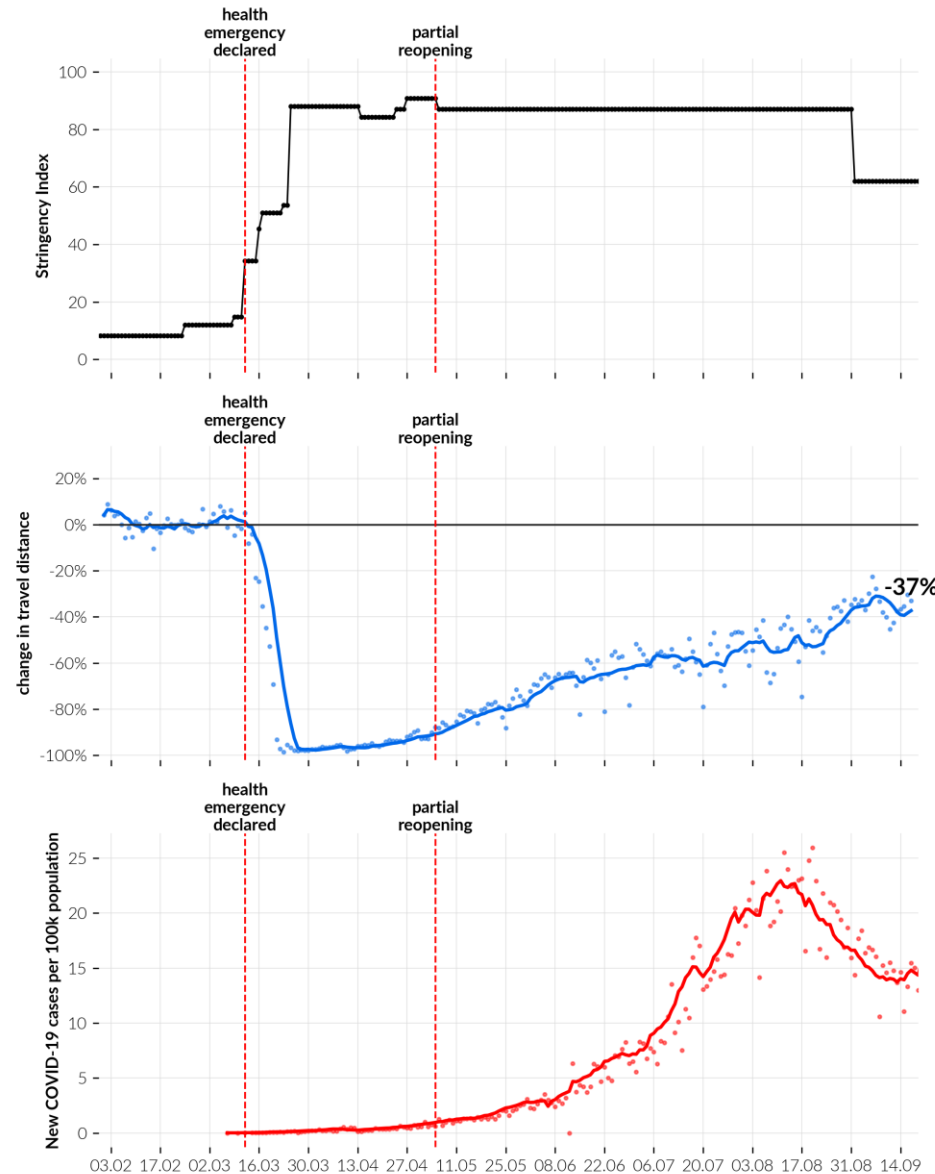 health
emergency
declared
partial
reopening
100
80
60
40
20
0
Stringency Index
health
emergency
declared
partial
reopening
20%
0%
-20%
-40%
-60%
-80%
-100%
change in travel distance
-37%
health
emergency
declared
partial
reopening
25
20
15
10
5
0
New COVID-19 cases per 100k population
03.02 17.02 02.03 16.03 30.03 13.04 27.04 11.05 25.05 08.06 22.06 06.07 20.07 03.08 17.08 31.08 14.09